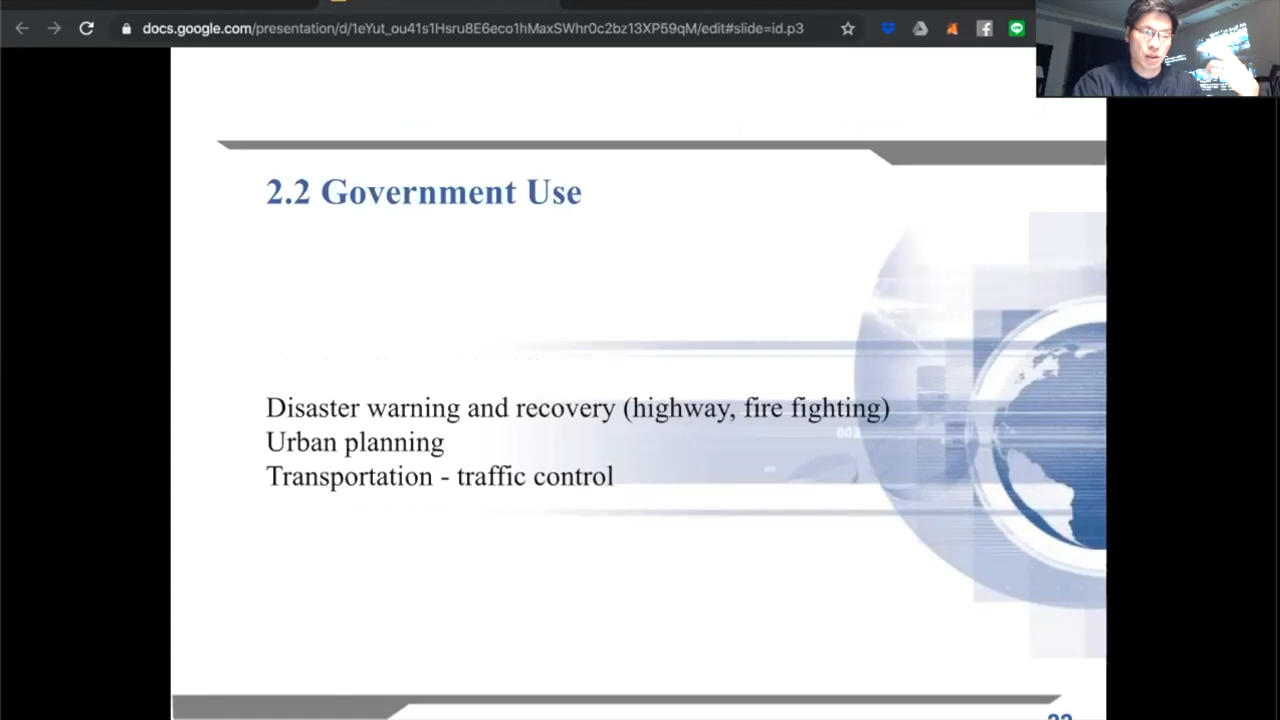 docs.google.com/presentation/d/1eYut_ou41s1Hsru8E6eco1hMaxSWhr0c2bz13XP59qM/edit#slide=id.p3
2.2 Government Use
Disaster warning and recovery (highway, fire fighting)
Urban planning
Transportation - traffic control